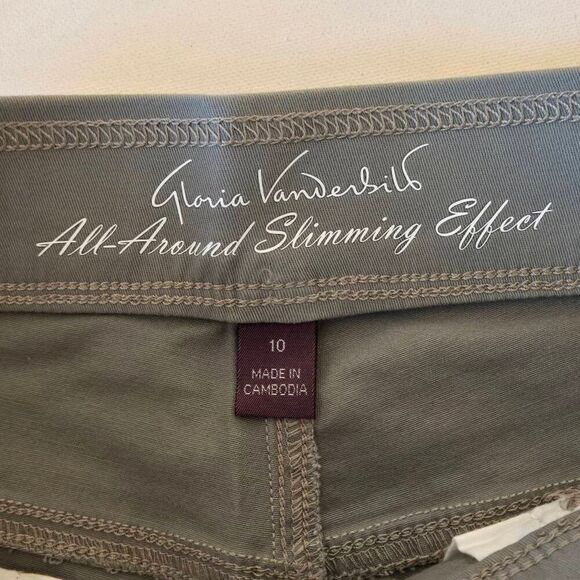 Gloria Vanderbilt
All-Around Slimming Effect
10
MADE IN
CAMBODIA